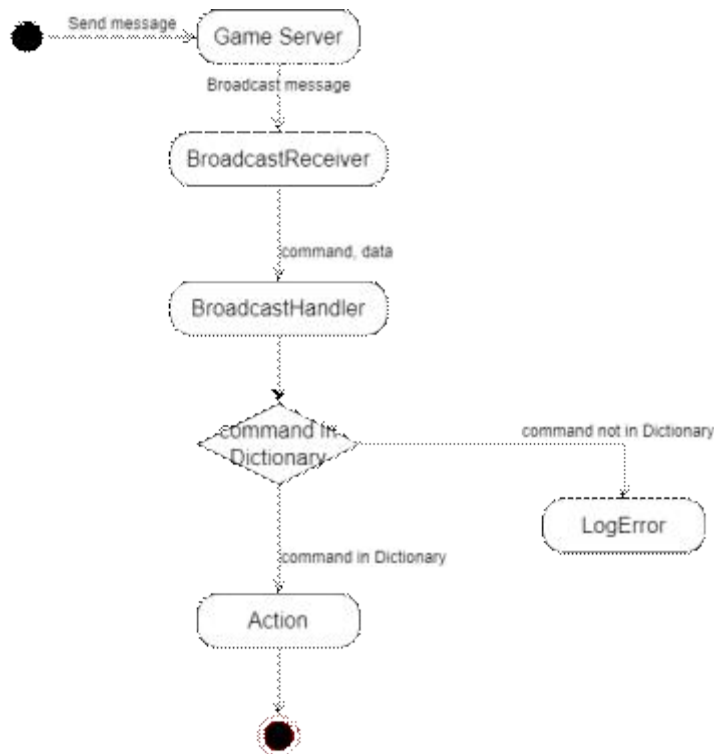 Send message
Game Server
Broadcast message
BroadcastReceiver
command, data
BroadcastHandler
command in
Dictionary
command not in Dictionary
LogError
command in Dictionary
Action